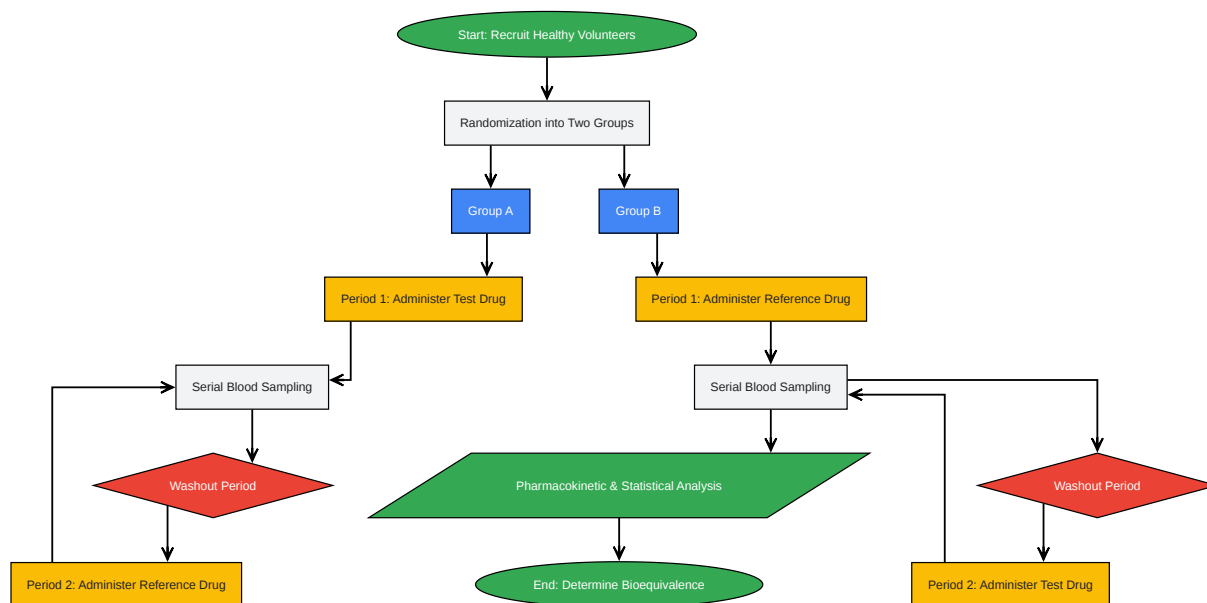 Start: Recruit Healthy Volunteers
Randomization into Two Groups
Group A
Group B
Period 1: Administer Test Drug
Period 1: Administer Reference Drug
Serial Blood Sampling
Serial Blood Sampling
Washout Period
Pharmacokinetic & Statistical Analysis
Washout Period
Period 2: Administer Reference Drug
End: Determine Bioequivalence
Period 2: Administer Test Drug